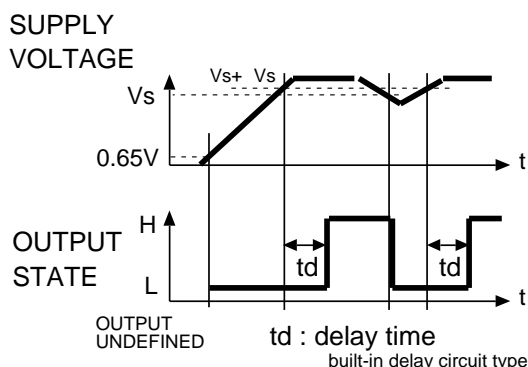 SUPPLY
VOLTAGE
Vs+ Vs
Vs
0.65V
t
H
OUTPUT
STATE
td
td
L
t
OUTPUT
UNDEFINED
td : delay time
built-in delay circuit type